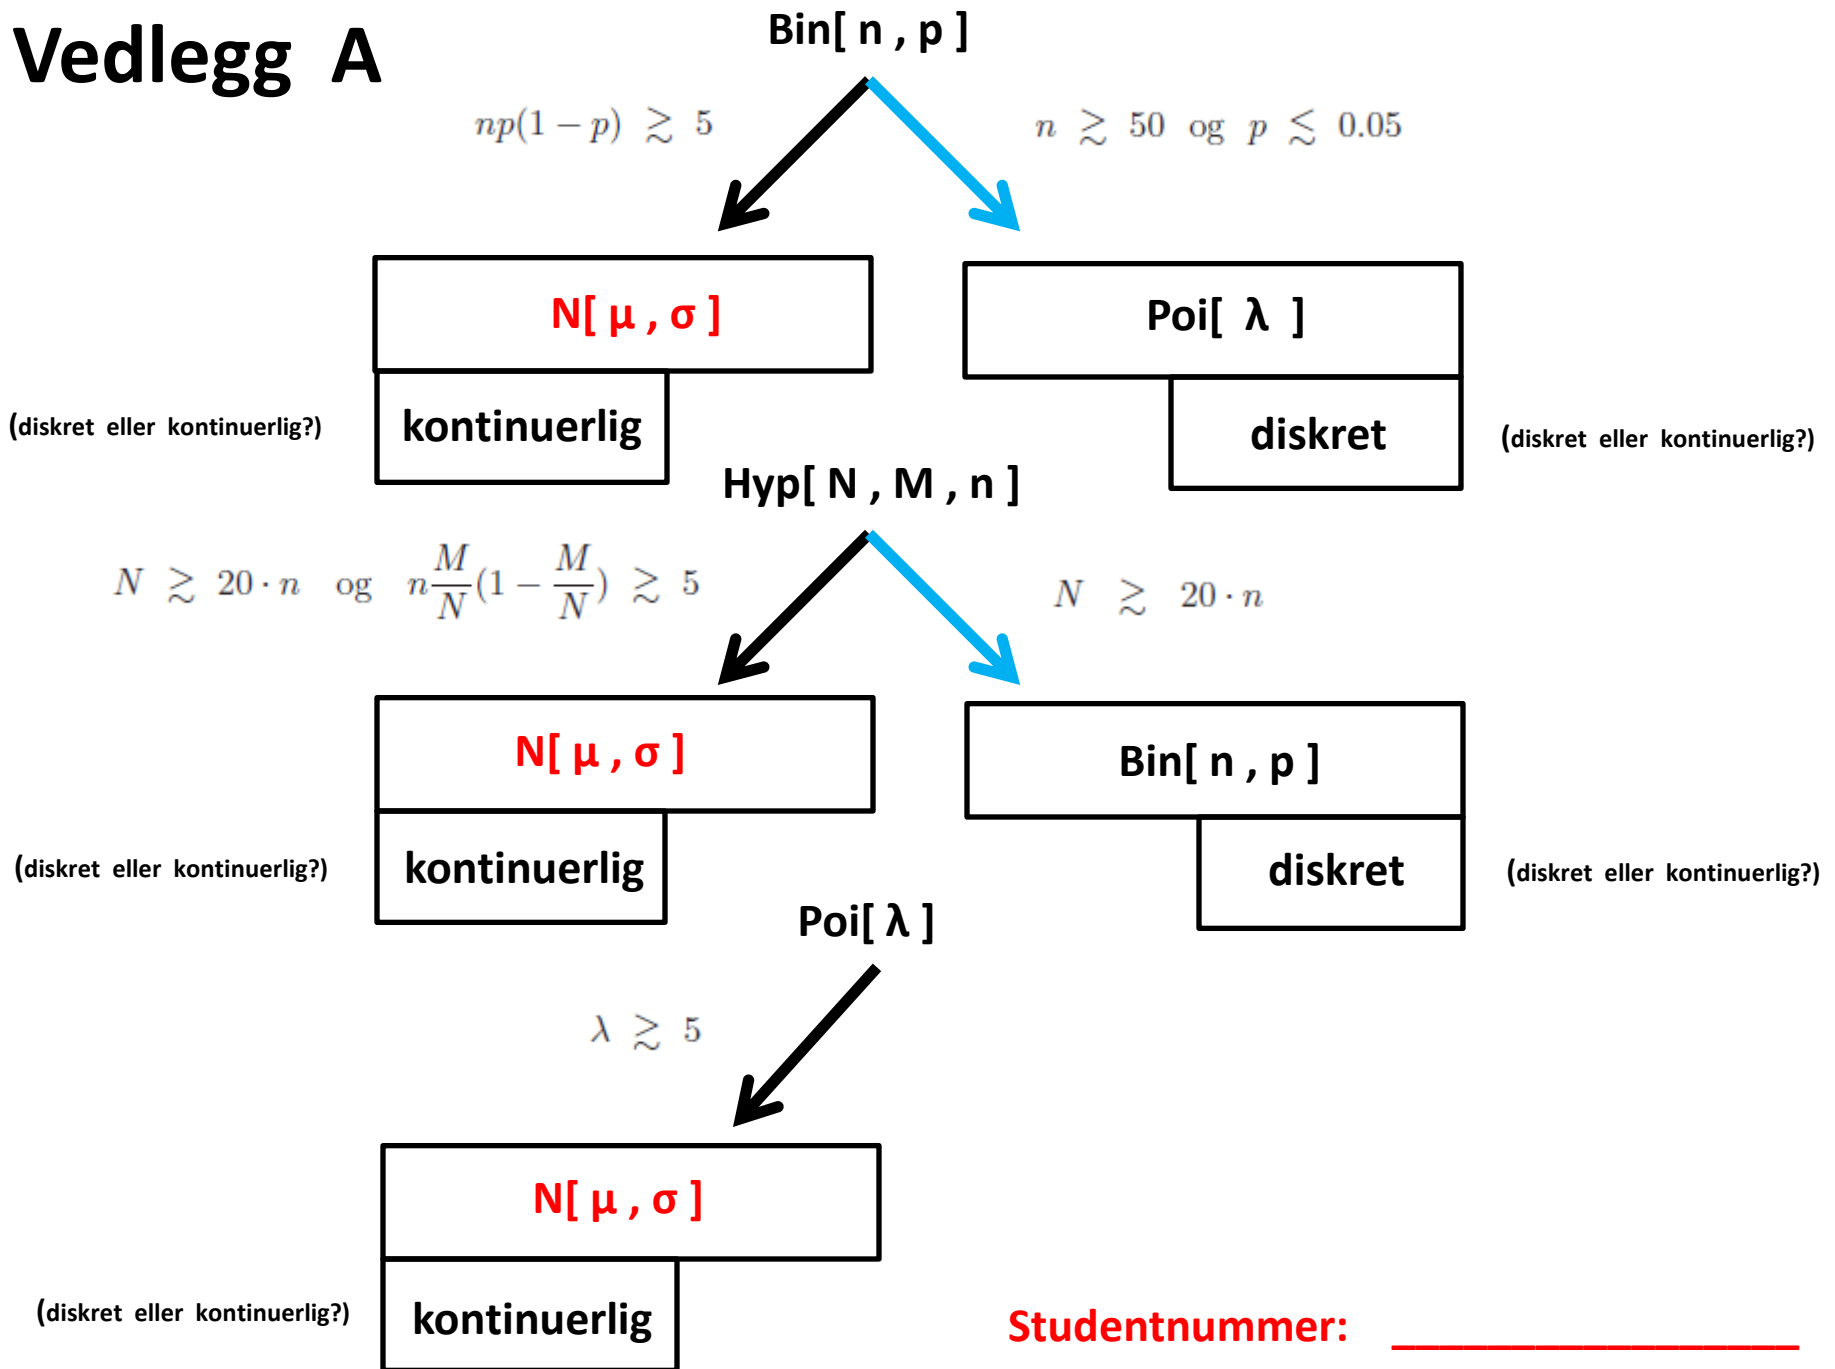 Vedlegg A
Bin[ n , p ]
np(1 − p) ≳ 5
n ≳ 50 og p ≲ 0.05
N[ μ , σ ]
Poi[ λ ]
(diskret eller kontinuerlig?)
kontinuerlig
diskret
(diskret eller kontinuerlig?)
Hyp[ N , M , n ]
N ≳ 20 · n og n M/N (1 − M/N) ≳ 5
N ≳ 20 · n
N[ μ , σ ]
Bin[ n , p ]
(diskret eller kontinuerlig?)
kontinuerlig
diskret
(diskret eller kontinuerlig?)
Poi[ λ ]
λ ≳ 5
N[ μ , σ ]
(diskret eller kontinuerlig?)
kontinuerlig
Studentnummer: _________________